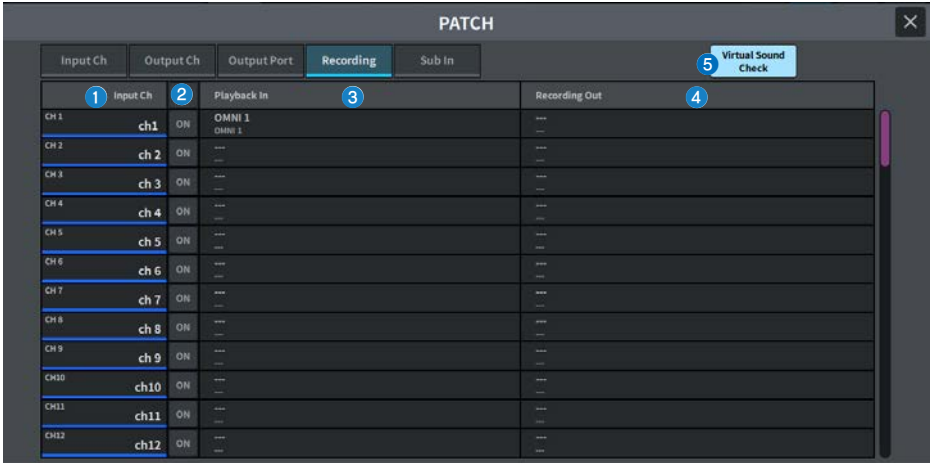 PATCH
Input Ch Output Ch Output Port Recording Sub In 5 Virtual Sound
Check
1 Input Ch 2 Playback In 3 Recording Out 4
CH 1 ch1 ON OMNI 1 ---
OMNI 1 ---
CH 2 ch 2 ON --- ---
--- ---
CH 3 ch 3 ON --- ---
--- ---
CH 4 ch 4 ON --- ---
--- ---
CH 5 ch 5 ON --- ---
--- ---
CH 6 ch 6 ON --- ---
--- ---
CH 7 ch 7 ON --- ---
--- ---
CH 8 ch 8 ON --- ---
--- ---
CH 9 ch 9 ON --- ---
--- ---
CH10 ch10 ON --- ---
--- ---
CH11 ch11 ON --- ---
--- ---
CH12 ch12 ON --- ---
--- ---